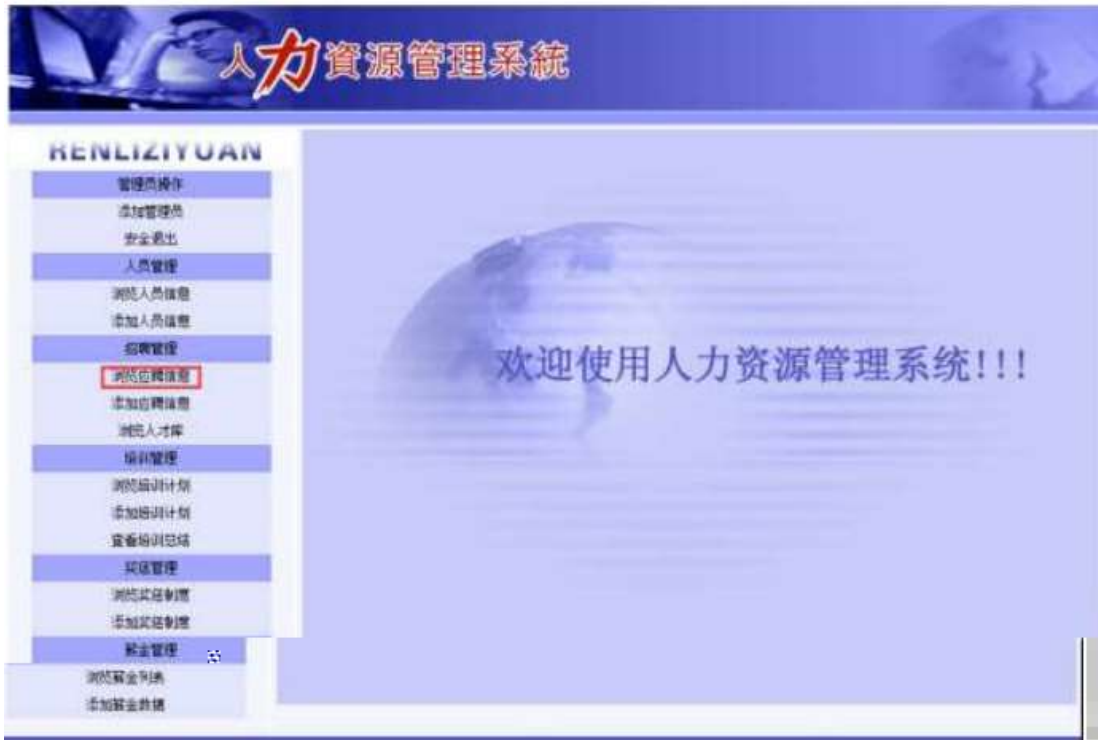 人力資源管理系統
RENLIZIYUAN
管理员操作
添加管理员
安全退出
人员管理
浏览人员信息
添加人员信息
招聘管理
浏览应聘信息
添加应聘信息
浏览人才库
培训管理
浏览培训计划
添加培训计划
查看培训总结
奖惩管理
浏览奖惩制度
添加奖惩制度
薪金管理
浏览薪金列表
添加薪金数据
欢迎使用人力资源管理系统!!!